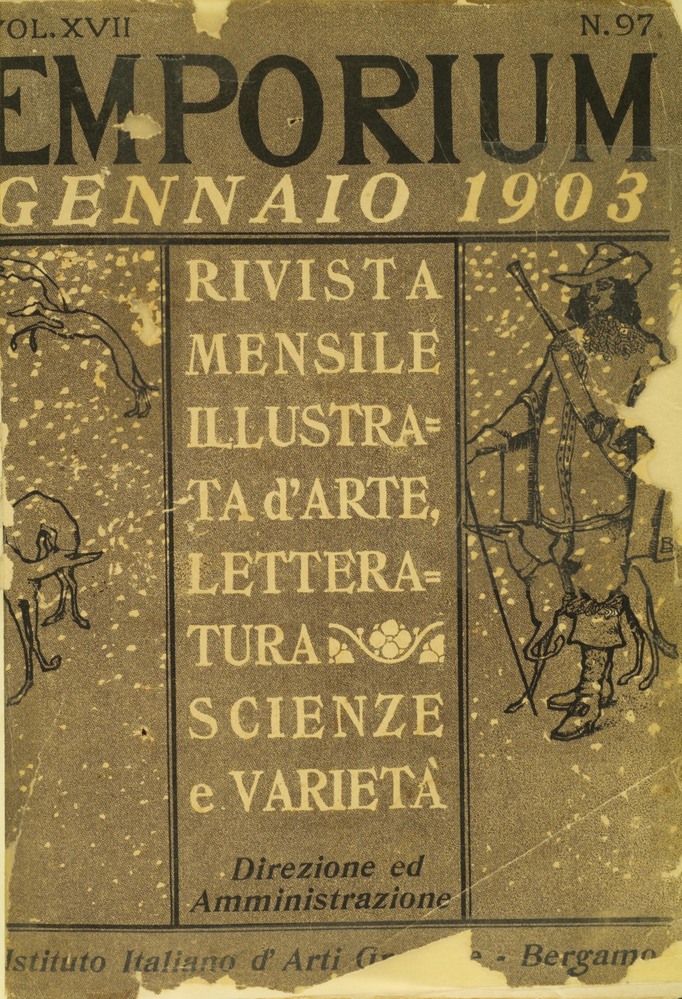 VOL. XVII N. 97.
EMPORIUM
GENNAIO 1903
RIVISTA
MENSILE
ILLUSTRA=
TA d'ARTE,
LETTERA=
TURA
SCIENZE
e VARIETÀ
Direzione ed
Amministrazione
Istituto Italiano d'Arti - Bergamo